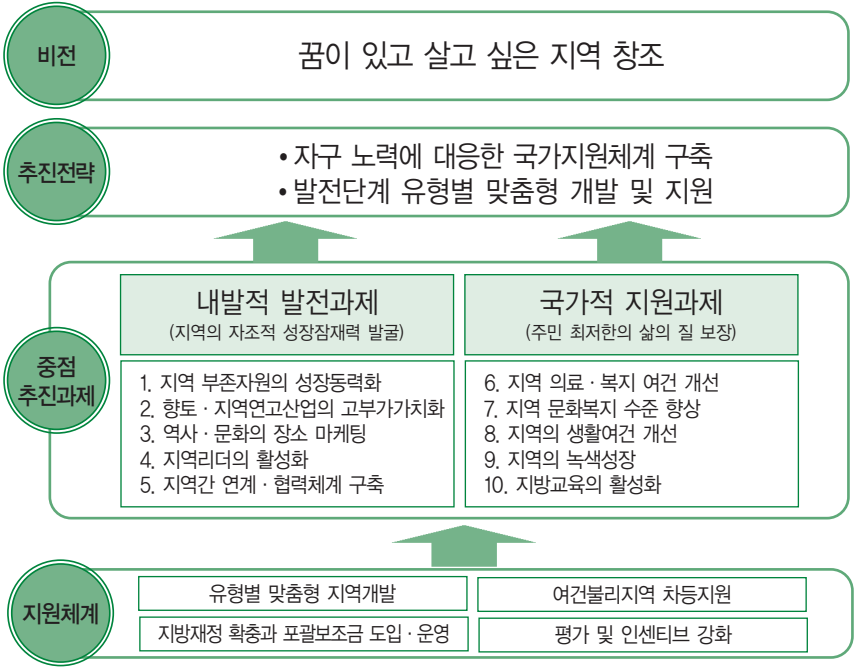 비전
꿈이 있고 살고 싶은 지역 창조
추진전략
• 자구 노력에 대응한 국가지원체계 구축
• 발전단계 유형별 맞춤형 개발 및 지원
중점
추진과제
내발적 발전과제
(지역의 자조적 성장잠재력 발굴)
1. 지역 부존자원의 성장동력화
2. 향토·지역연고산업의 고부가가치화
3. 역사·문화의 장소 마케팅
4. 지역리더의 활성화
5. 지역간 연계·협력체계 구축
국가적 지원과제
(주민 최저한의 삶의 질 보장)
6. 지역 의료·복지 여건 개선
7. 지역 문화복지 수준 향상
8. 지역의 생활여건 개선
9. 지역의 녹색성장
10. 지방교육의 활성화
지원체계
유형별 맞춤형 지역개발
여건불리지역 차등지원
지방재정 확충과 포괄보조금 도입·운영
평가 및 인센티브 강화